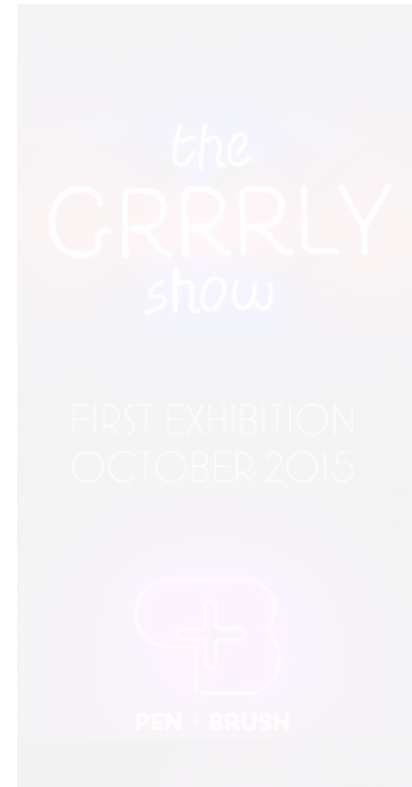 the
GRRRLY
show
FIRST EXHIBITION
OCTOBER 2015
PEN + BRUSH